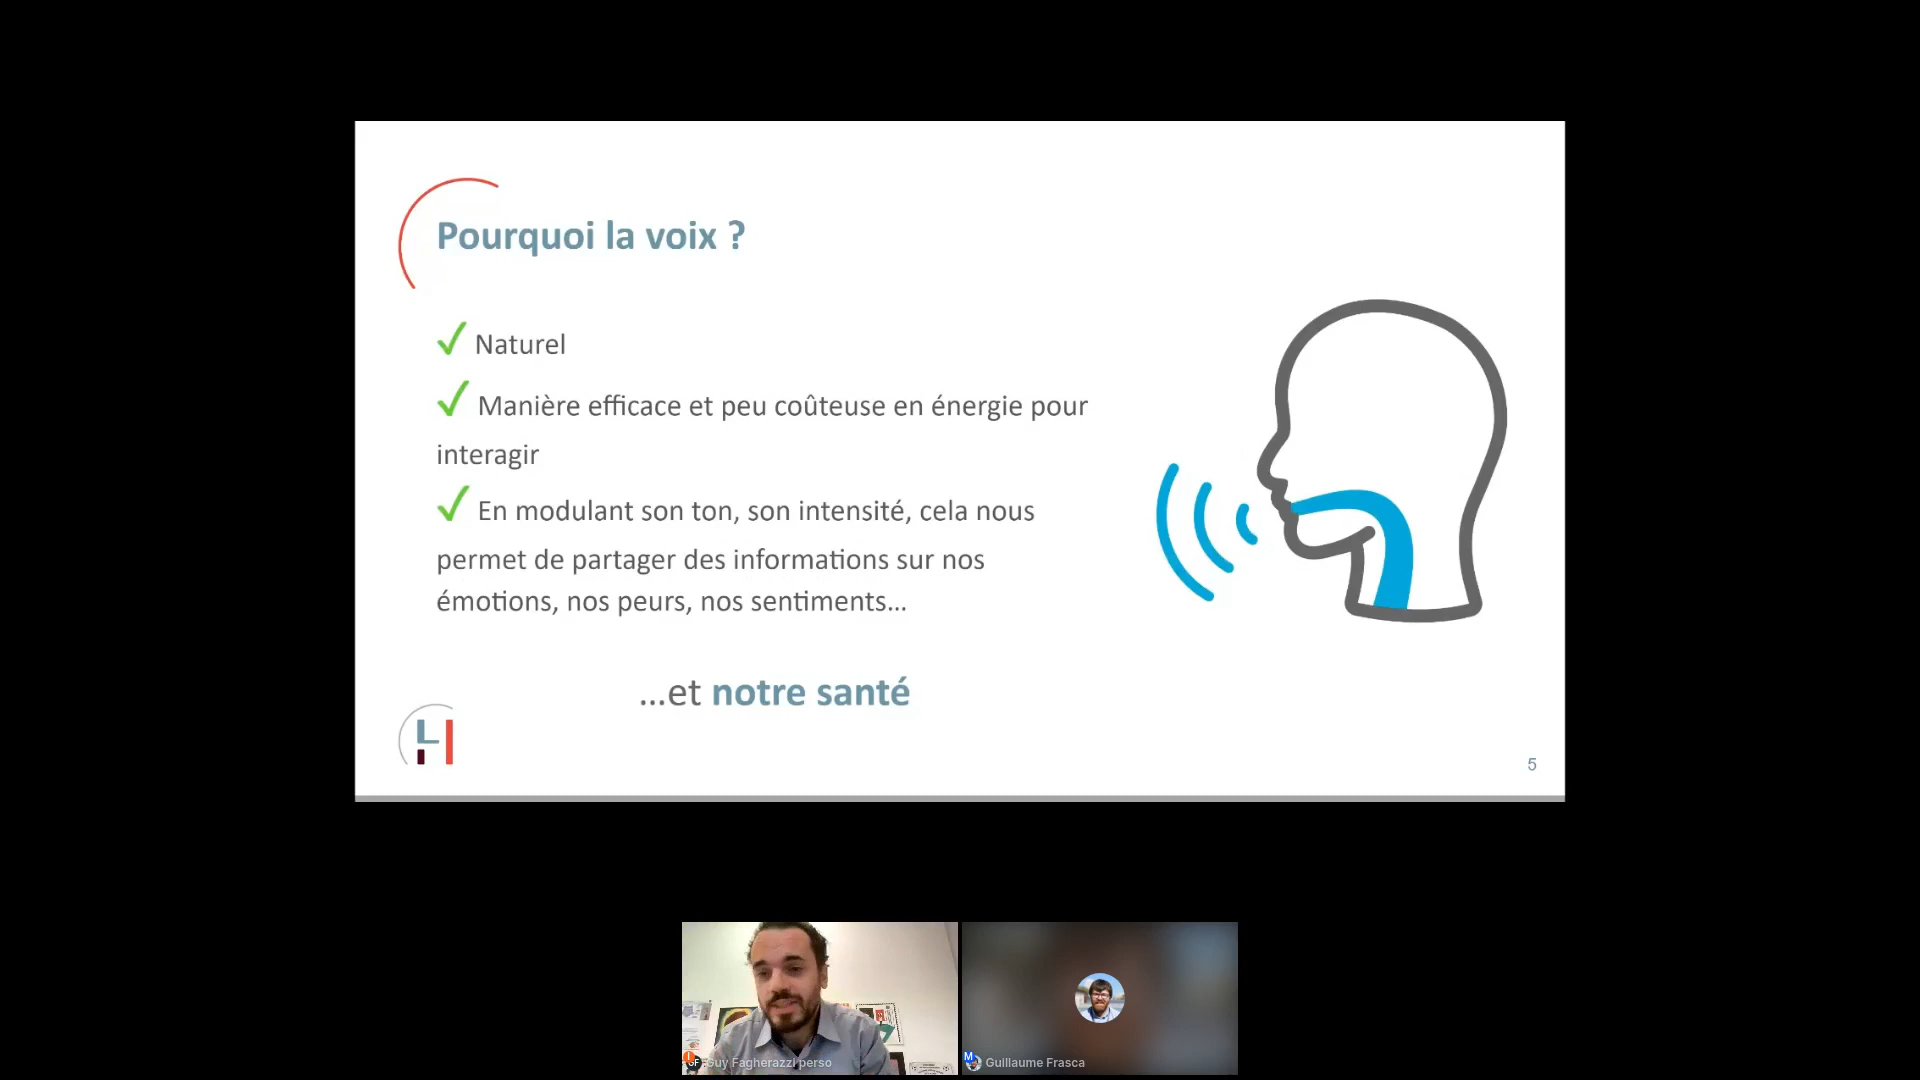 Pourquoi la voix ?
Naturel
Manière efficace et peu coûteuse en énergie pour
interagir
En modulant son ton, son intensité, cela nous
permet de partager des informations sur nos
émotions, nos peurs, nos sentiments...
...et notre santé
LH
5
GF
Guy Fagherazzi perso
M
Guillaume Frasca